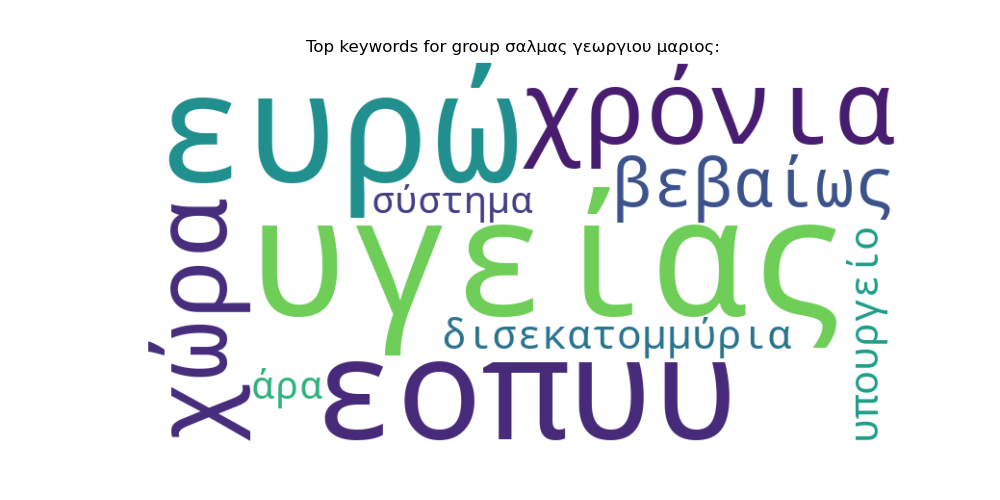 Top keywords for group σαλμας γεωργιου μαριος:
ευρώ
χρόνια
βεβαίως
σύστημα
χώρα
υγείας
υπουργείο
δισεκατομμύρια
άρα
εοπυυ